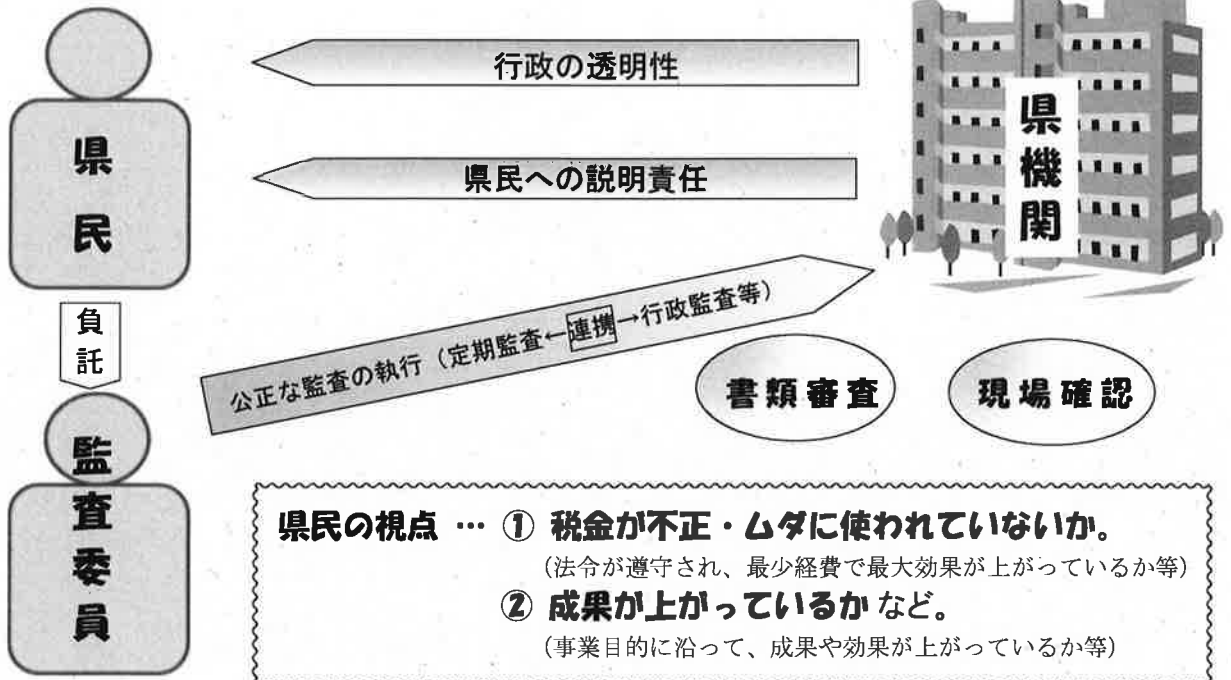 行政の透明性
県機関
県民
県民への説明責任
負託
公正な監査の執行（定期監査←連携→行政監査等）
書類審査
現場確認
監査委員
県民の視点 … ① 税金が不正・ムダに使われていないか。
（法令が遵守され、最少経費で最大効果が上がっているか等）
② 成果が上がっているか など。
（事業目的に沿って、成果や効果が上がっているか等）